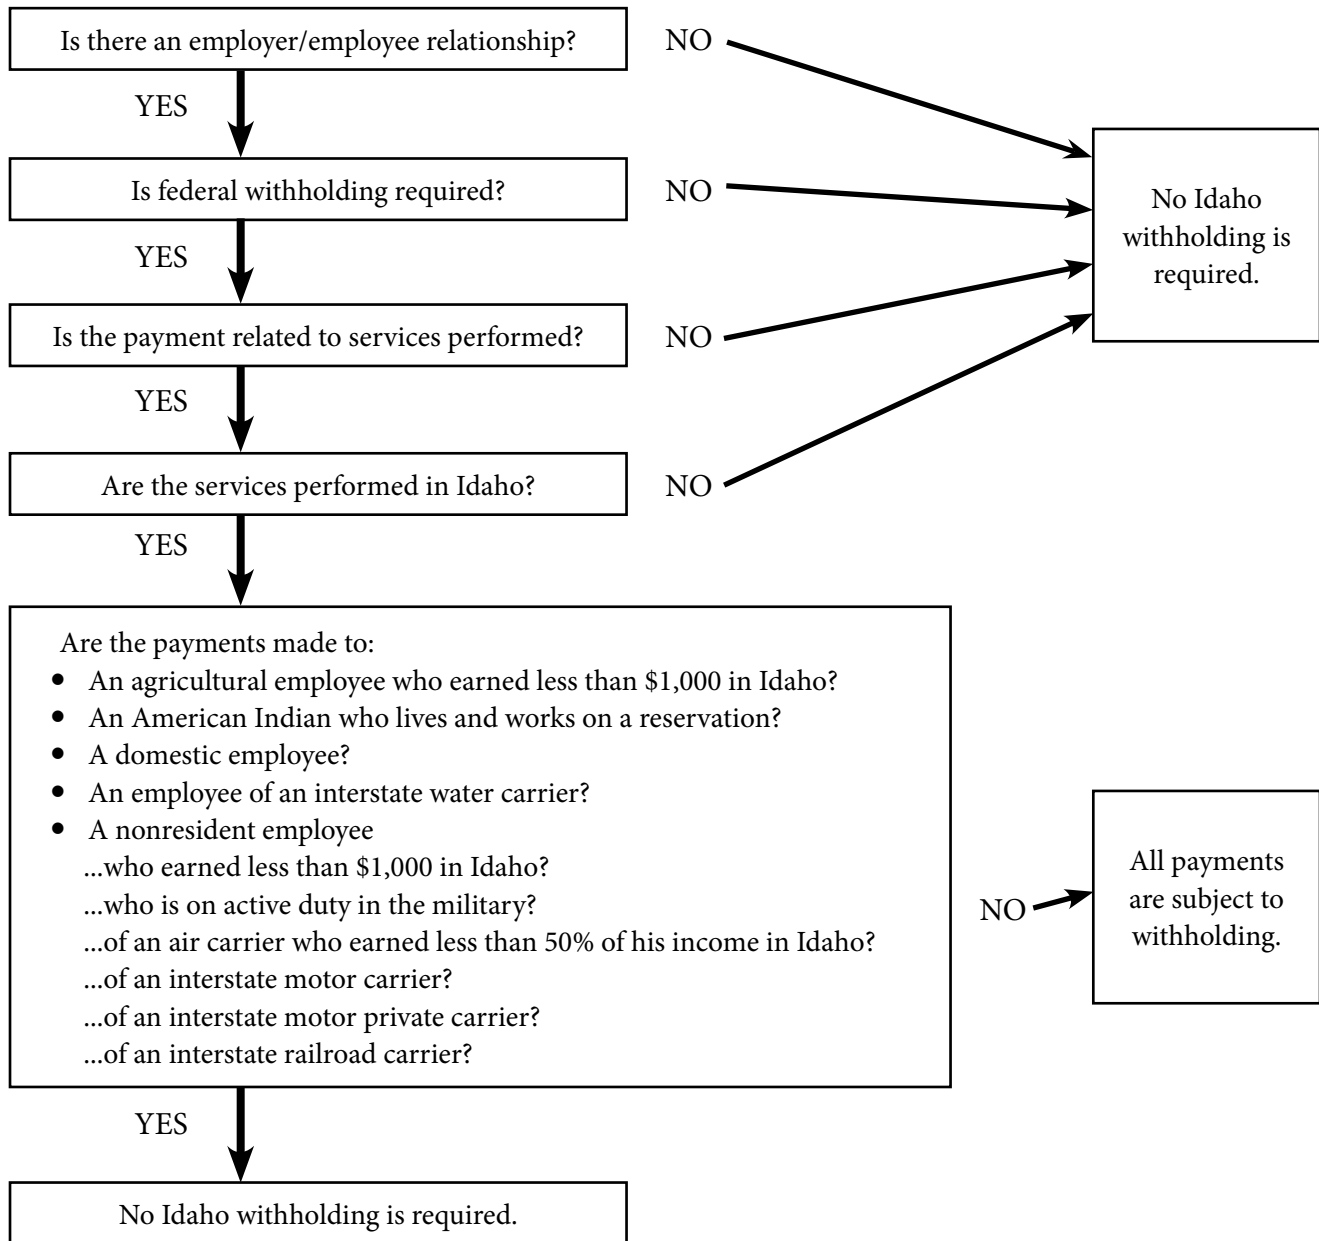 Is there an employer/employee relationship?
NO
YES
Is federal withholding required?
NO
No Idaho
withholding is
required.
YES
Is the payment related to services performed?
NO
YES
Are the services performed in Idaho?
NO
YES
Are the payments made to:
• An agricultural employee who earned less than $1,000 in Idaho?
• An American Indian who lives and works on a reservation?
• A domestic employee?
• An employee of an interstate water carrier?
• A nonresident employee
...who earned less than $1,000 in Idaho?
...who is on active duty in the military?
...of an air carrier who earned less than 50% of his income in Idaho?
...of an interstate motor carrier?
...of an interstate motor private carrier?
...of an interstate railroad carrier?
NO
All payments
are subject to
withholding.
YES
No Idaho withholding is required.